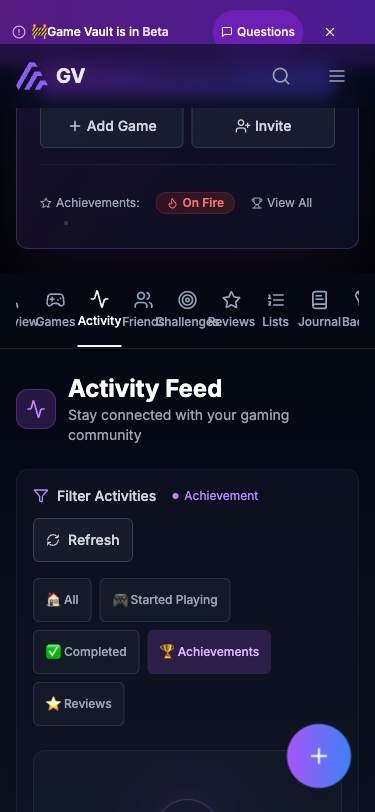 🚧Game Vault is in Beta
Questions
GV
Add Game
Invite
Achievements:
On Fire
View All
view
Games
Activity
Friends
Challenges
Reviews
Lists
Journal
Bac
Activity Feed
Stay connected with your gaming
community
Filter Activities
Achievement
Refresh
🏠 All
🎮 Started Playing
✅ Completed
🏆 Achievements
⭐ Reviews